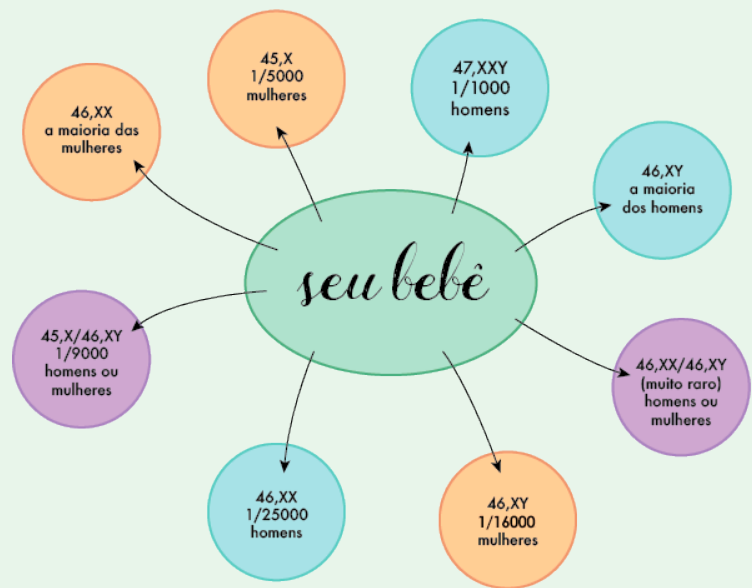 45,X
1/5000
mulheres
47,XXY
1/1000
homens
46,XX
a maioria das
mulheres
46,XY
a maioria
dos homens
seu bebê
45,X/46,XY
1/9000
homens ou
mulheres
46,XX/46,XY
(muito raro)
homens ou
mulheres
46,XX
1/25000
homens
46,XY
1/16000
mulheres